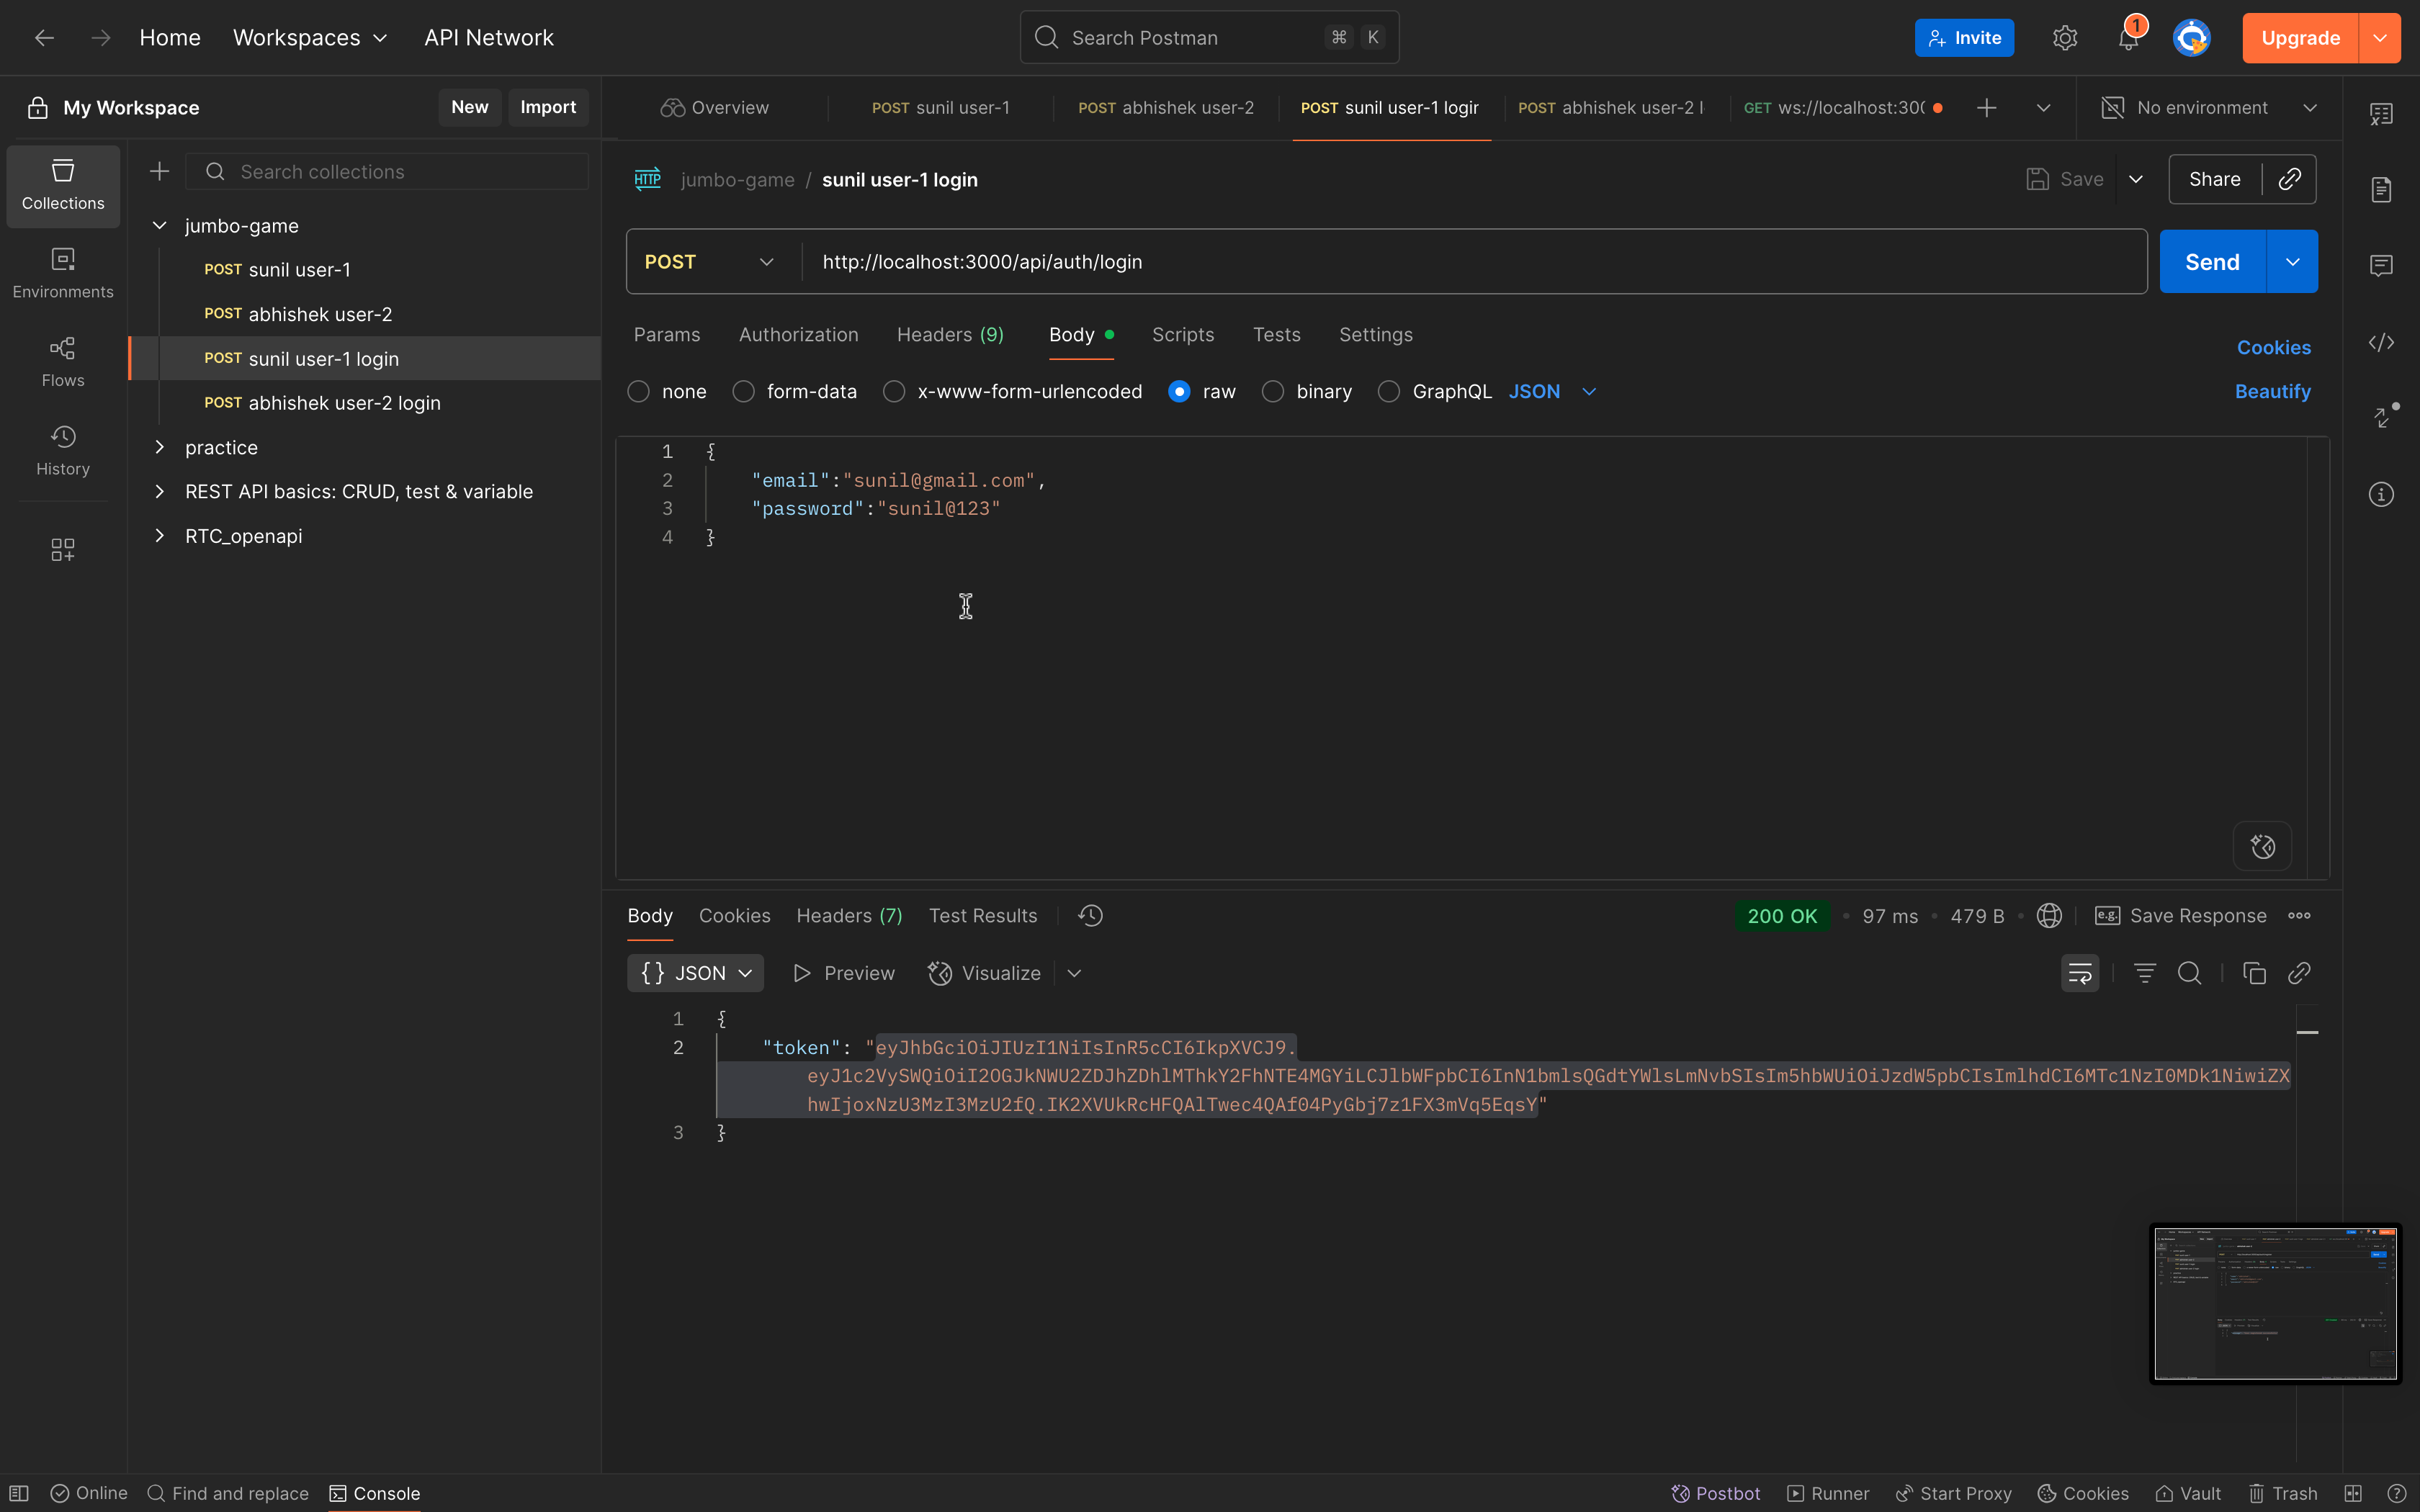 Home Workspaces API Network
Search Postman ⌘ K
Invite
1
Upgrade
My Workspace New Import
Overview
POST sunil user-1
POST abhishek user-2
POST sunil user-1 login
POST abhishek user-2 l
GET ws://localhost:300
No environment
Collections
Environments
Flows
History
Search collections
jumbo-game
POST sunil user-1
POST abhishek user-2
POST sunil user-1 login
POST abhishek user-2 login
practice
REST API basics: CRUD, test & variable
RTC_openapi
HTTP jumbo-game / sunil user-1 login
Save
Share
POST http://localhost:3000/api/auth/login
Send
Params Authorization Headers (9) Body Scripts Tests Settings
Cookies
none form-data x-www-form-urlencoded raw binary GraphQL JSON
Beautify
1 {
2 "email":"sunil@gmail.com",
3 "password":"sunil@123"
4 }
Body Cookies Headers (7) Test Results
200 OK • 97 ms • 479 B
e.g. Save Response
{} JSON Preview Visualize
1 {
2 "token": "eyJhbGciOiJIUzI1NiIsInR5cCI6IkpXVCJ9.
eyJ1c2VySWQiOiI2OGJkNWU2ZDJhZDhlMThkY2FhNTE4MGYiLCJlbWFpbCI6InN1bmlsQGdtYWlsLmNvbSIsIm5hbWUiOiJzdW5pbCIsImlhdCI6MTc1NzI0MDk1NiwiZX
hwIjoxNzU3MzI3MzU2fQ.IK2XVUkRcHFQAlTwec4QAf04PyGbj7z1FX3mVq5EqsY"
3 }
Online Find and replace Console
Postbot Runner Start Proxy Cookies Vault Trash